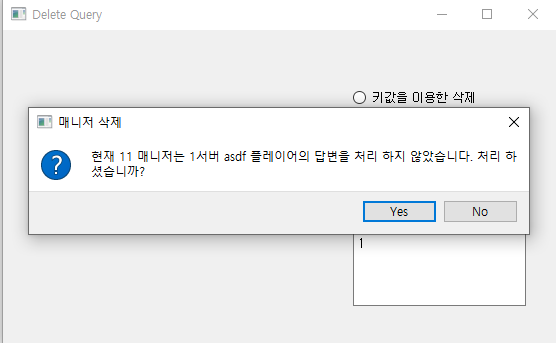 Delete Query
키값을 이용한 삭제
매니저 삭제
현재 11 매니저는 1서버 asdf 플레이어의 답변을 처리 하지 않았습니다. 처리 하
셨습니까?
Yes
No
1